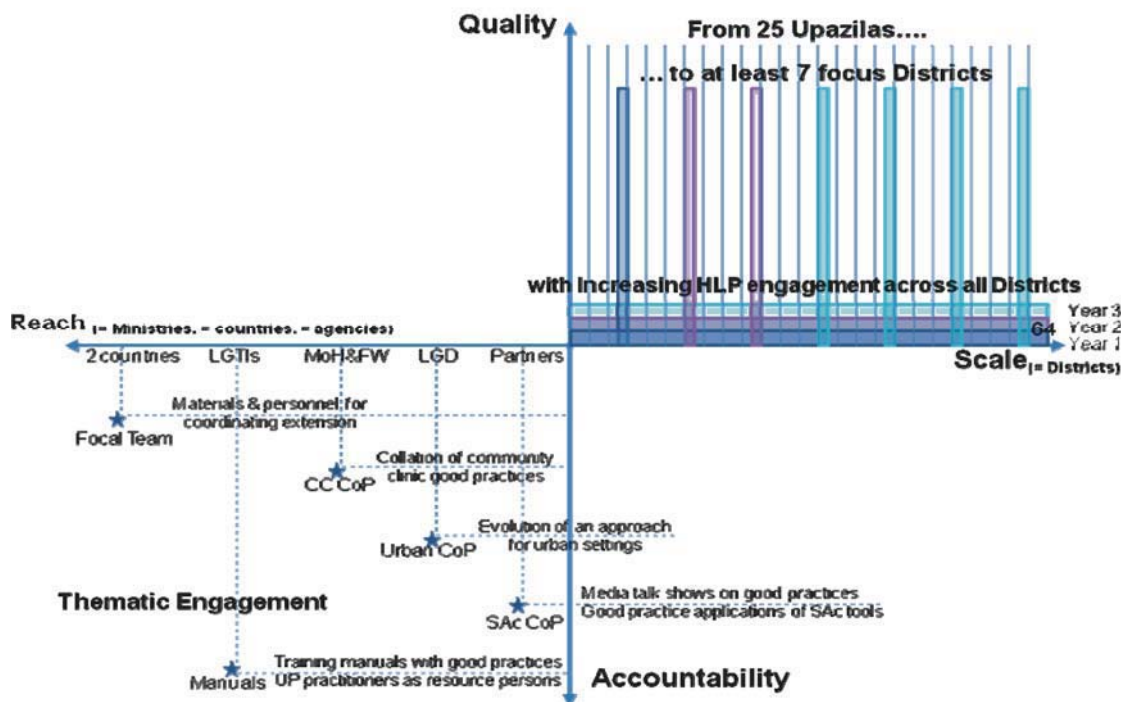 Quality
From 25 Upazilas....
... to at least 7 focus Districts
with increasing HLP engagement across all Districts
Year 3
64 Year 2
Year 1
Reach (= Ministries, = countries, = agencies)
Scale (= Districts)
2 countries LGTIs MoH&FW LGD Partners
Materials & personnel for
coordinating extension
Focal Team
Collation of community
clinic good practices
CC CoP
Evolution of an approach
for urban settings
Urban CoP
Thematic Engagement
Media talk shows on good practices
Good practice applications of SAc tools
SAc CoP
Training manuals with good practices
UP practitioners as resource persons
Manuals
Accountability